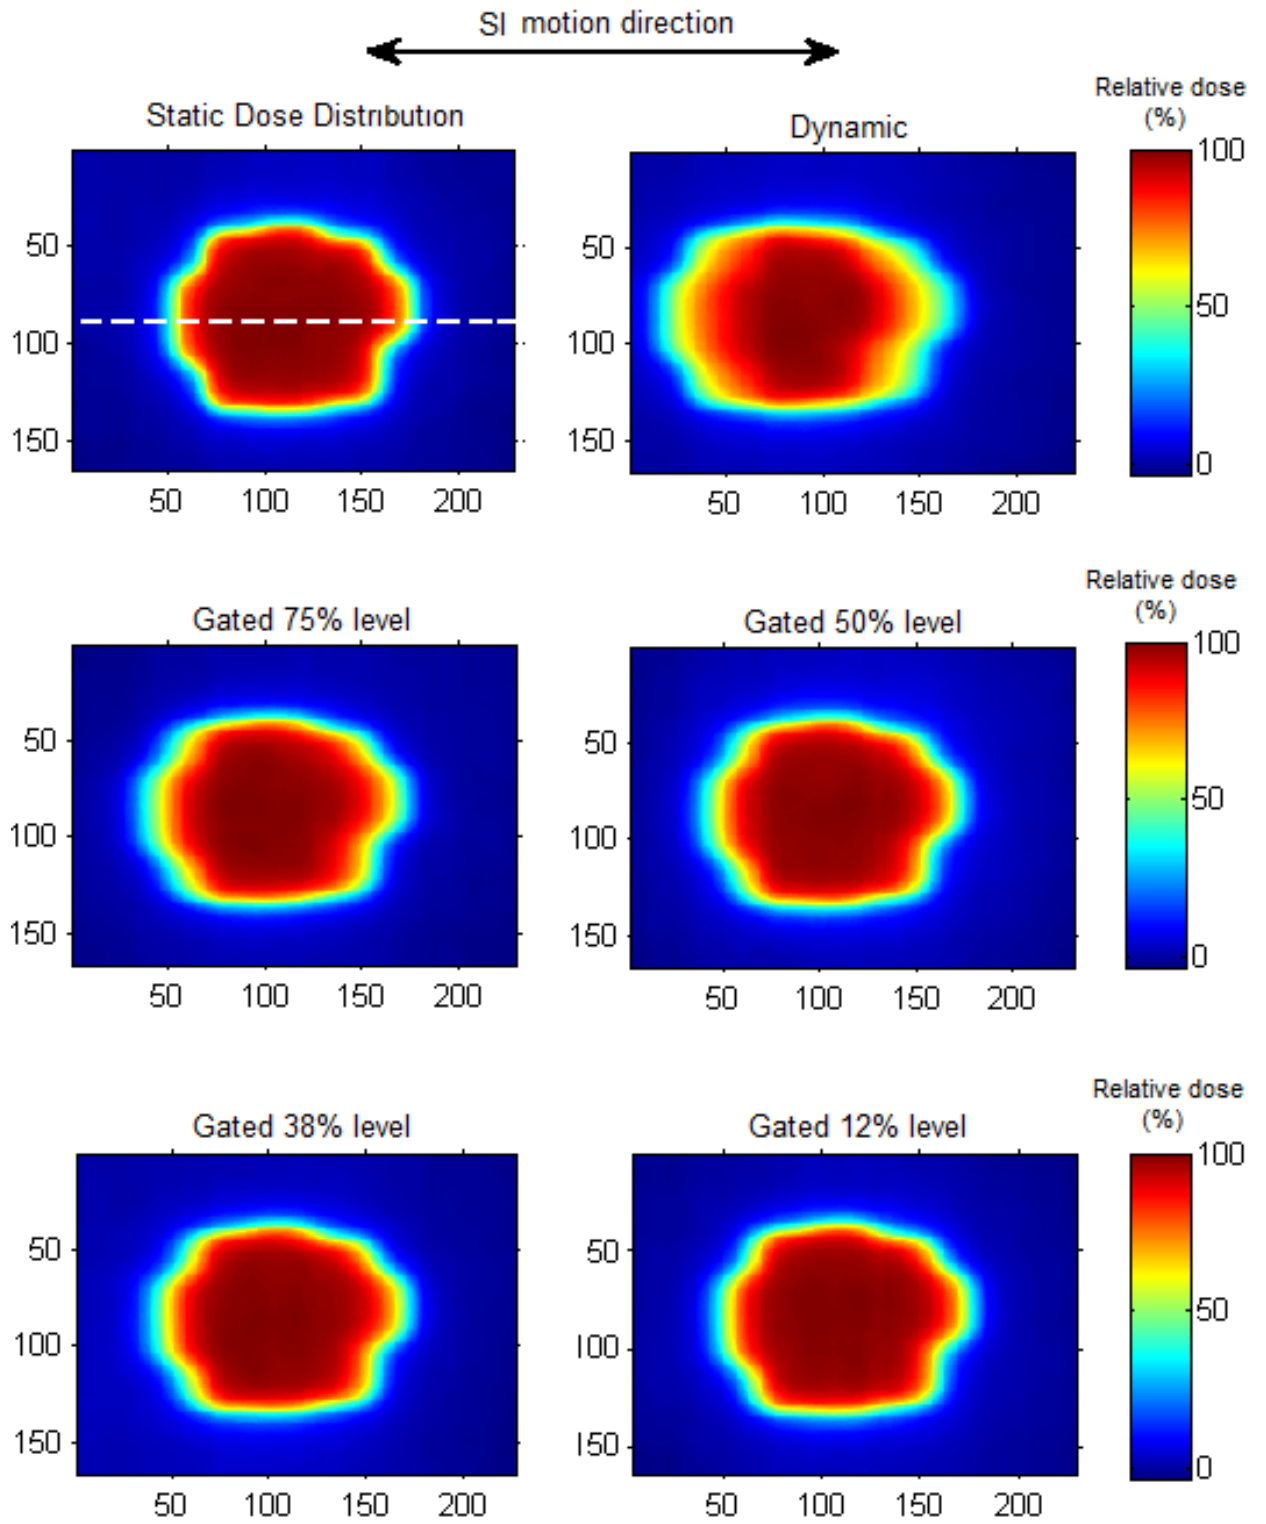 SI motion direction
Static Dose Distribution
Dynamic
Relative dose
(%)
50
100
150
50 100 150 200
50
100
150
50 100 150 200
100
50
0
Gated 75% level
Gated 50% level
Relative dose
(%)
50
100
150
50 100 150 200
50
100
150
50 100 150 200
100
50
0
Gated 38% level
Gated 12% level
Relative dose
(%)
50
100
150
50 100 150 200
50
100
150
50 100 150 200
100
50
0